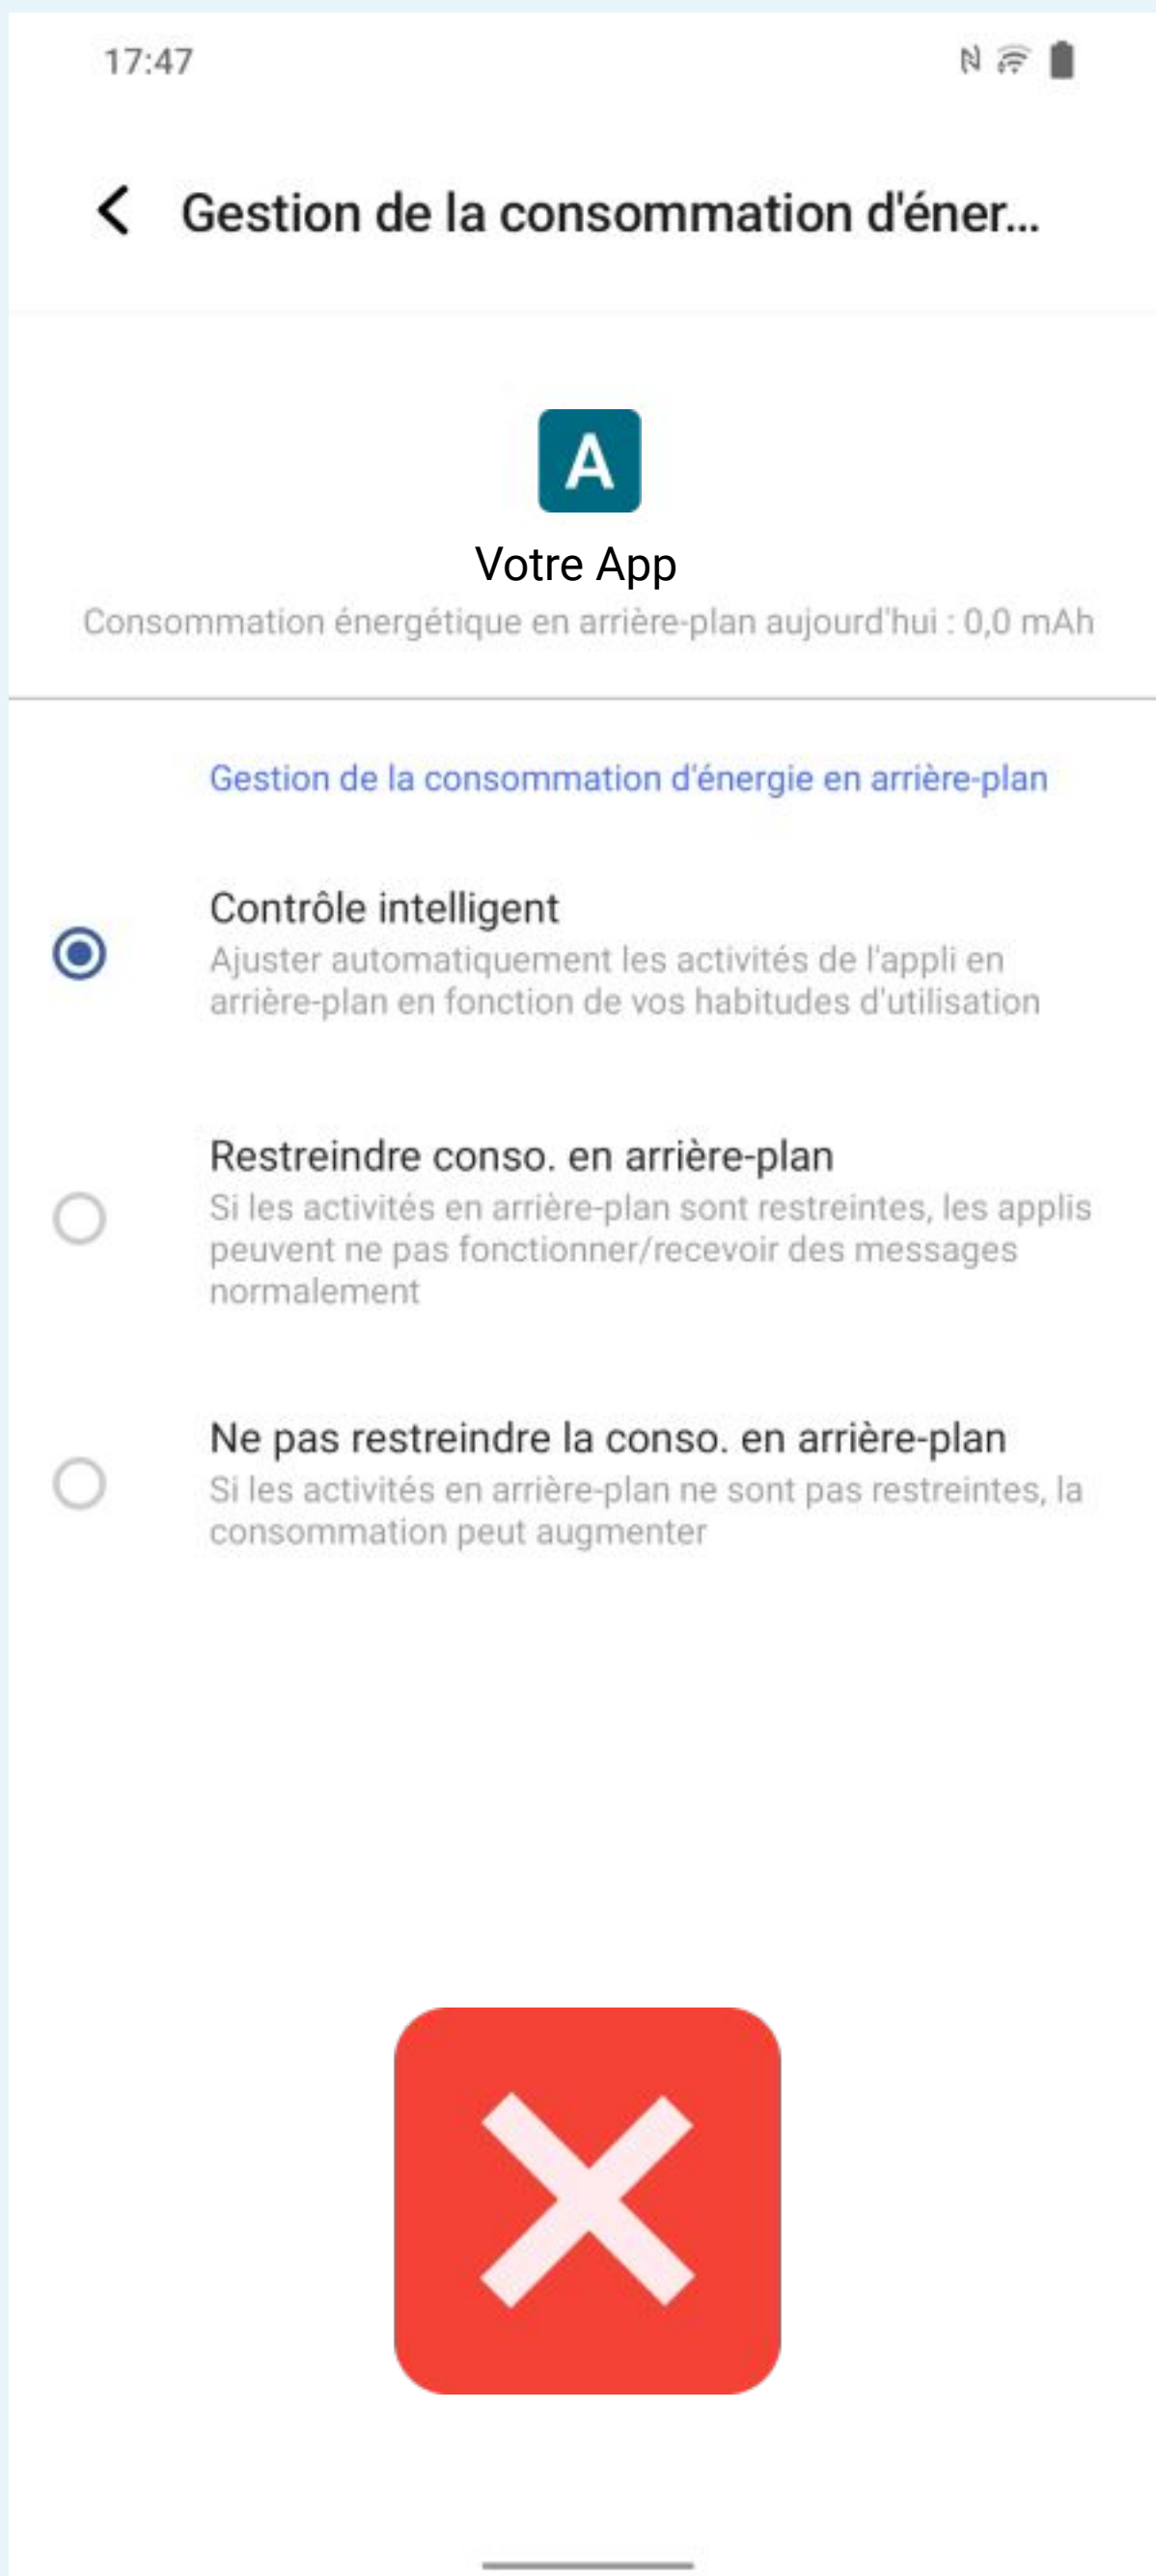 17:47
Gestion de la consommation d'éner...
A
Votre App
Consommation énergétique en arrière-plan aujourd'hui : 0,0 mAh
Gestion de la consommation d'énergie en arrière-plan
Contrôle intelligent
Ajuster automatiquement les activités de l'appli en
arrière-plan en fonction de vos habitudes d'utilisation
Restreindre conso. en arrière-plan
Si les activités en arrière-plan sont restreintes, les applis
peuvent ne pas fonctionner/recevoir des messages
normalement
Ne pas restreindre la conso. en arrière-plan
Si les activités en arrière-plan ne sont pas restreintes, la
consommation peut augmenter